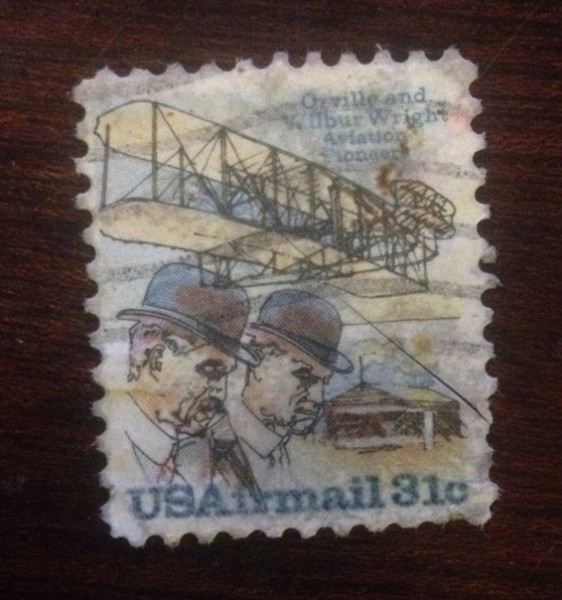 Orville and
Wilbur Wright
Aviation
Pioneers
USAirmail 31c